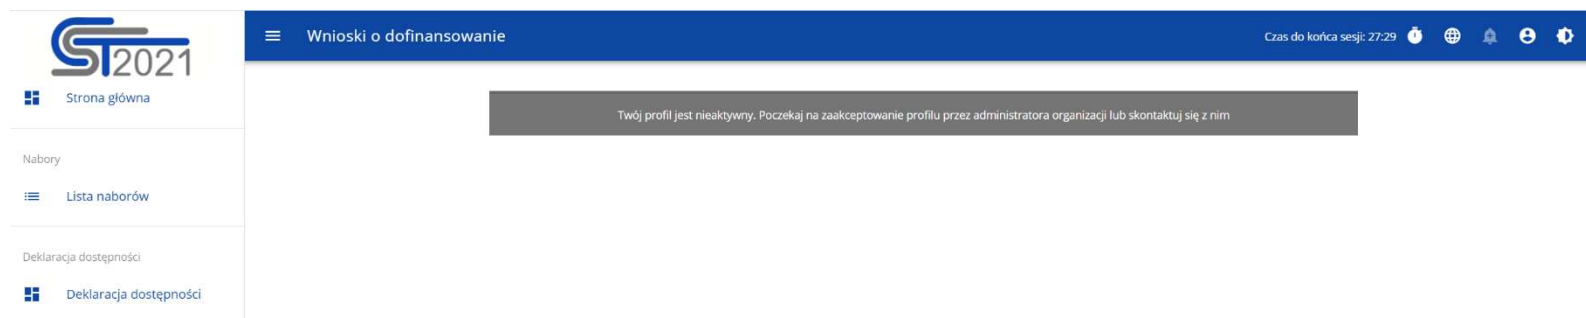 CST2021
Wnioski o dofinansowanie
Czas do końca sesji: 27:29
Strona główna
Twój profil jest nieaktywny. Poczekaj na zaakceptowanie profilu przez administratora organizacji lub skontaktuj się z nim
Nabory
Lista naborów
Deklaracja dostępności
Deklaracja dostępności